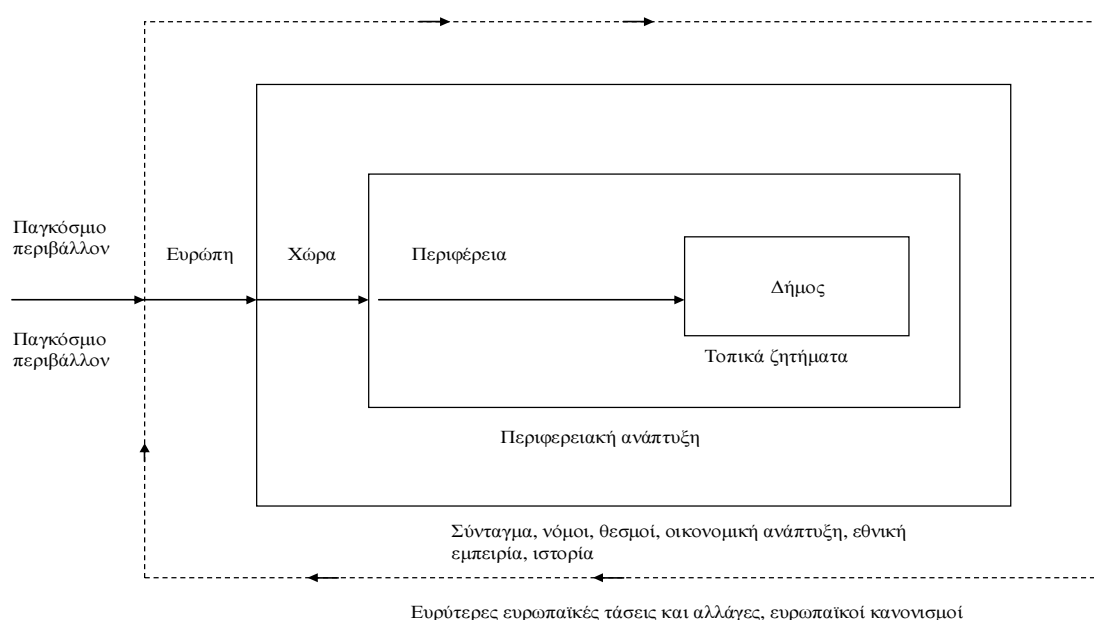 Παγκόσμιο
περιβάλλον
Ευρώπη
Χώρα
Περιφέρεια
Δήμος
Παγκόσμιο
περιβάλλον
Τοπικά ζητήματα
Περιφερειακή ανάπτυξη
Σύνταγμα, νόμοι, θεσμοί, οικονομική ανάπτυξη, εθνική
εμπειρία, ιστορία
Ευρύτερες ευρωπαϊκές τάσεις και αλλάγες, ευρωπαϊκοί κανονισμοί